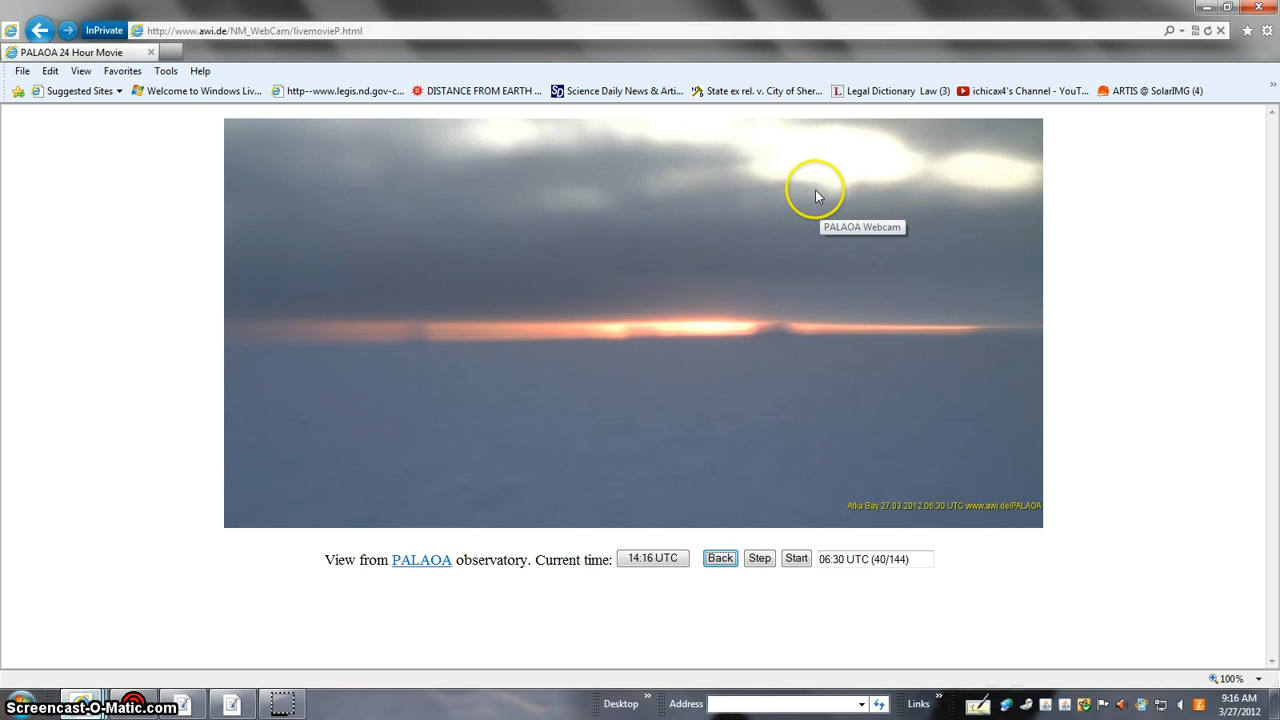 InPrivate
http://www.awi.de/NM_WebCam/livemovieP.html
PALAOA 24 Hour Movie
File Edit View Favorites Tools Help
Suggested Sites Welcome to Windows Liv... http--www.legis.nd.gov-c... DISTANCE FROM EARTH ... Science Daily News & Arti... State ex rel. v. City of Sher... Legal Dictionary Law (3) ichicax4's Channel - YouT... ARTIS @ SolarIMG (4)
PALAOA Webcam
Atka Bay 27.03.2012 06:30 UTC www.awi.de/PALAOA
View from PALAOA observatory. Current time: 14:16 UTC Back Step Start 06:30 UTC (40/144)
100%
Desktop Address Links
9:16 AM
3/27/2012
Screencast-O-Matic.com